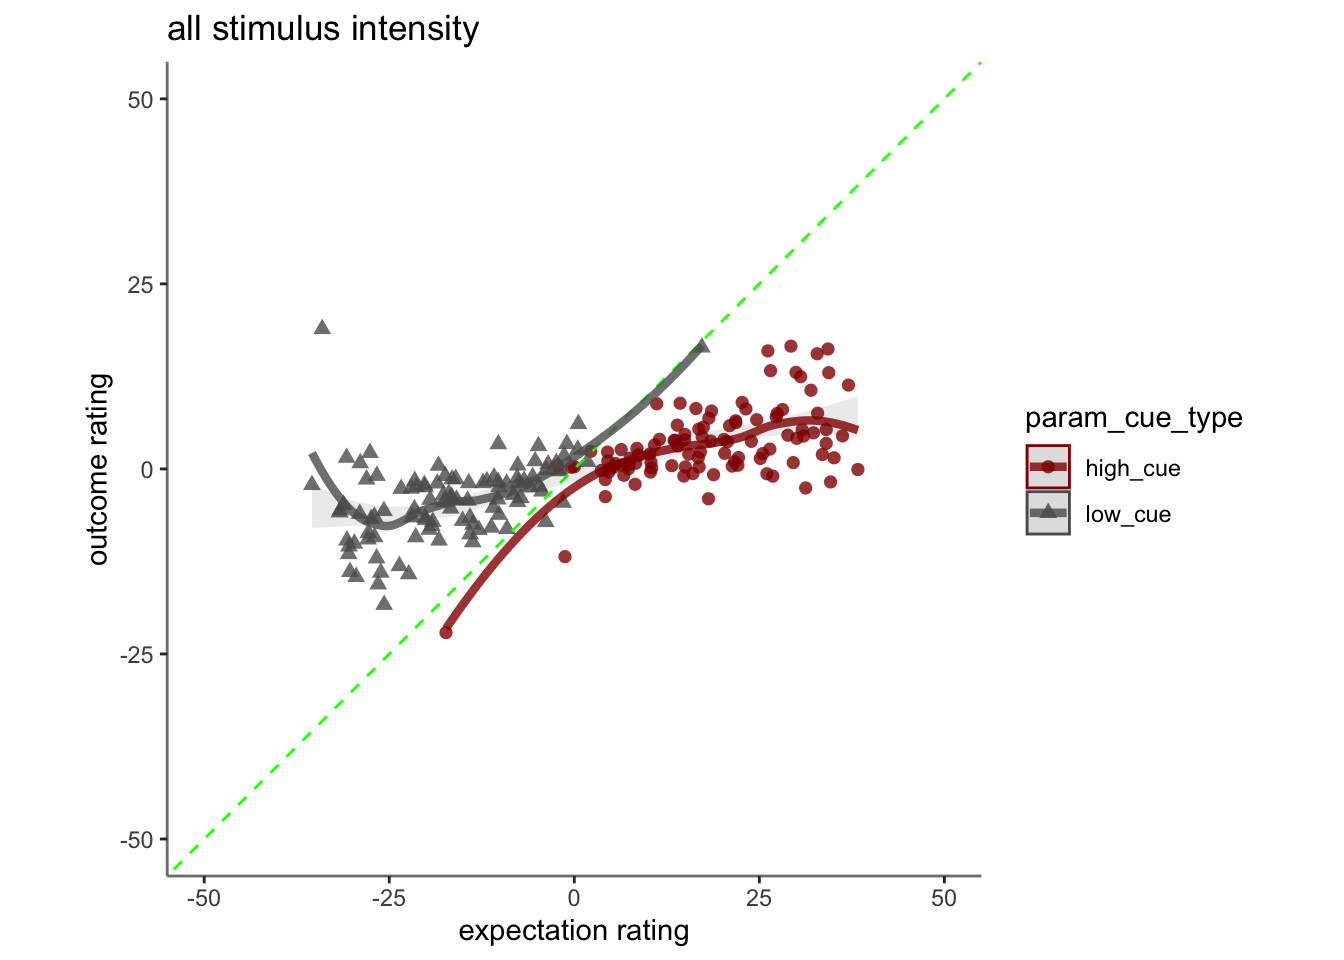 all stimulus intensity
50
25
0
-25
-50
outcome rating
-50
-25
0
25
50
expectation rating
param_cue_type
high_cue
low_cue